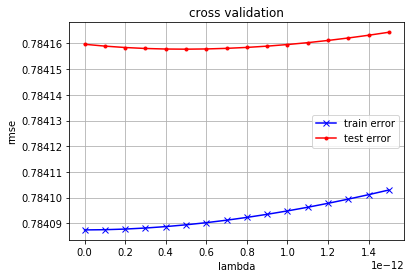 cross validation
0.78416
0.78415
0.78414
0.78413
0.78412
0.78411
0.78410
0.78409
rmse
train error
test error
0.0 0.2 0.4 0.6 0.8 1.0 1.2 1.4
1e−12
lambda